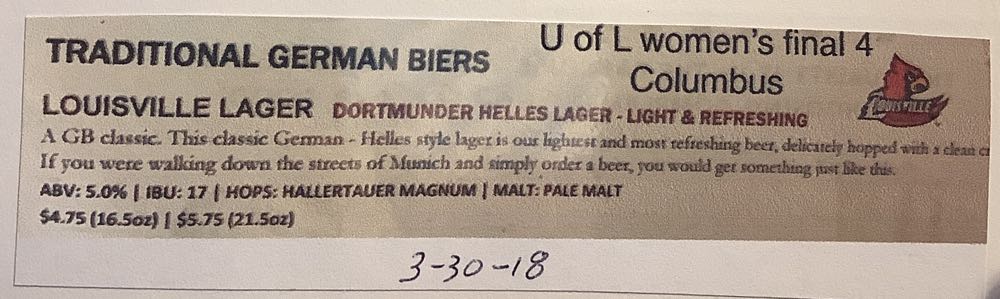 U of L women's final 4
Columbus
TRADITIONAL GERMAN BIERS
LOUISVILLE
LOUISVILLE LAGER DORTMUNDER HELLES LAGER - LIGHT & REFRESHING
A GB classic. This classic German - Helles style lager is our lightest and most refreshing beer, delicately hopped with a clean
If you were walking down the streets of Munich and simply order a beer, you would get something just like this.
ABV: 5.0% | IBU: 17 | HOPS: HALLERTAUER MAGNUM | MALT: PALE MALT
$4.75 (16.5oz) | $5.75 (21.5oz)
3-30-18